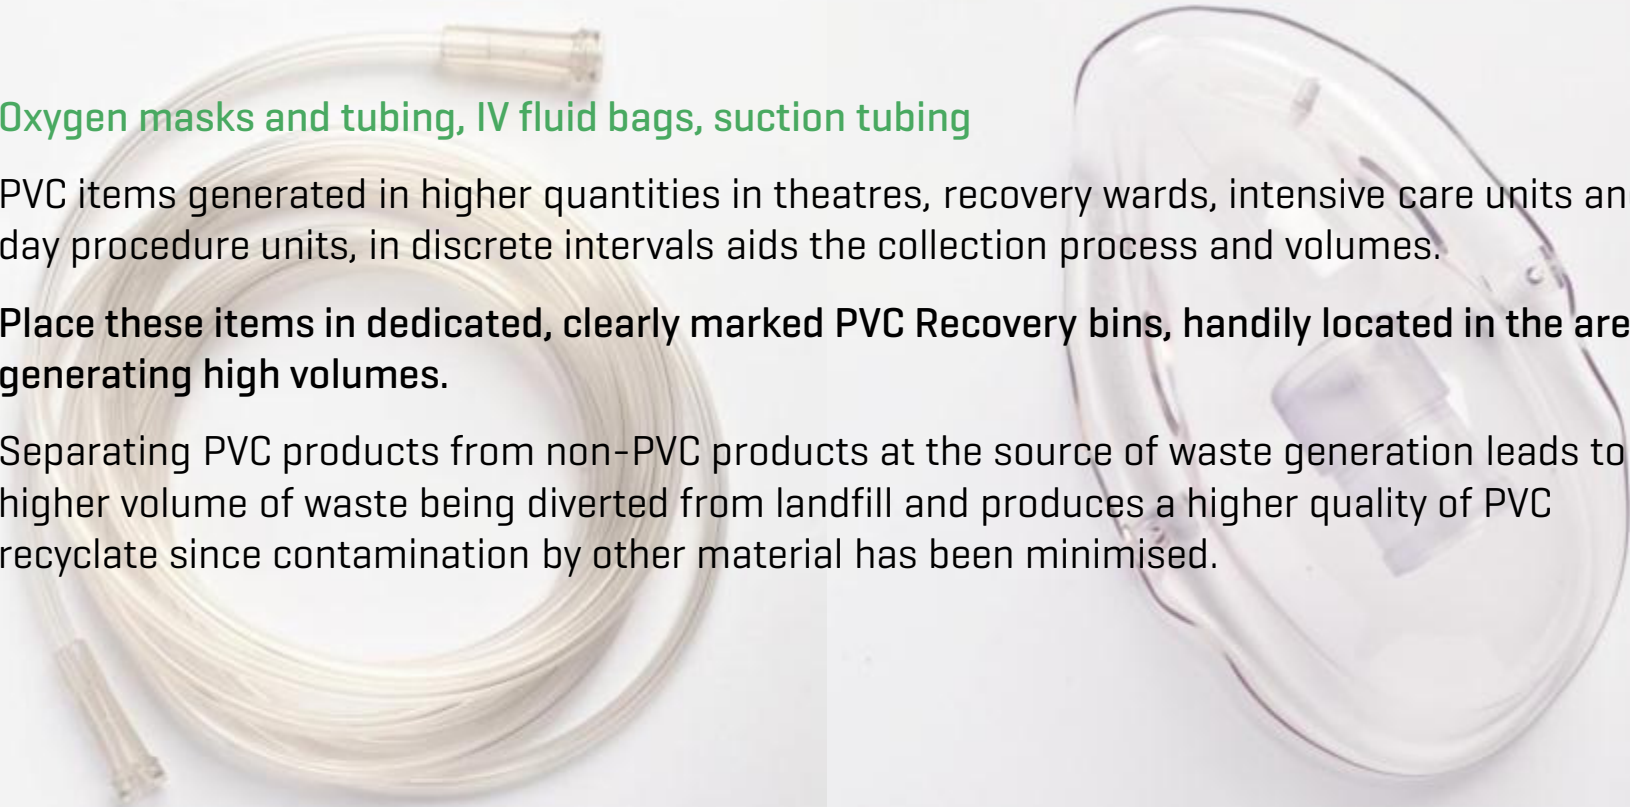 Oxygen masks and tubing, IV fluid bags, suction tubing
PVC items generated in higher quantities in theatres, recovery wards, intensive care units an
day procedure units, in discrete intervals aids the collection process and volumes.
Place these items in dedicated, clearly marked PVC Recovery bins, handily located in the are
generating high volumes.
Separating PVC products from non-PVC products at the source of waste generation leads to
higher volume of waste being diverted from landfill and produces a higher quality of PVC
recyclate since contamination by other material has been minimised.